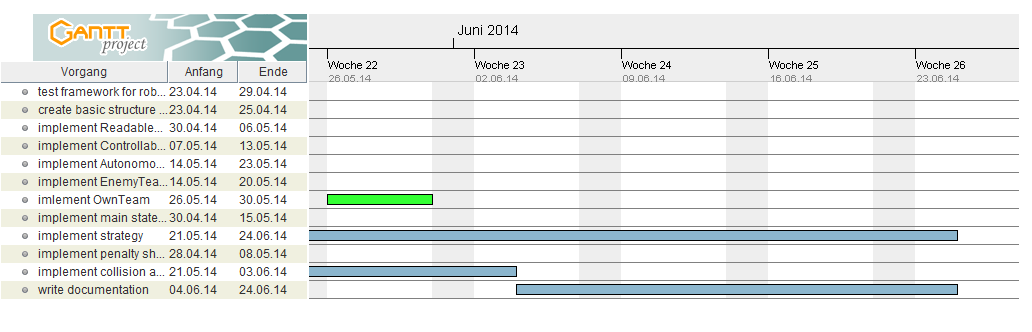 GANTT
project
Juni 2014
Woche 22 Woche 23 Woche 24 Woche 25 Woche 26
26.05.14 02.06.14 09.06.14 16.06.14 23.06.14
Vorgang Anfang Ende
test framework for rob... 23.04.14 29.04.14
create basic structure ... 23.04.14 25.04.14
implement Readable... 30.04.14 06.05.14
implement Controllab... 07.05.14 13.05.14
implement Autonomo... 14.05.14 23.05.14
implement EnemyTea... 14.05.14 20.05.14
imlement OwnTeam 26.05.14 30.05.14
implement main state... 30.04.14 15.05.14
implement strategy 21.05.14 24.06.14
implement penalty sh... 28.04.14 08.05.14
implement collision a... 21.05.14 03.06.14
write documentation 04.06.14 24.06.14